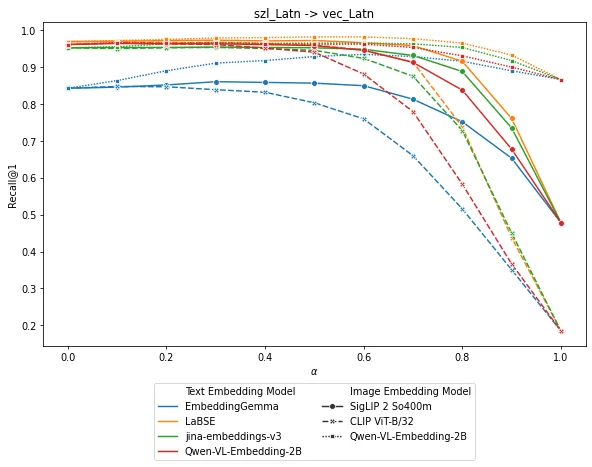 szl_Latn -> vec_Latn
Recall@1
1.0
0.9
0.8
0.7
0.6
0.5
0.4
0.3
0.2
0.0 0.2 0.4 0.6 0.8 1.0
α
Text Embedding Model
EmbeddingGemma
LaBSE
jina-embeddings-v3
Qwen-VL-Embedding-2B
Image Embedding Model
SigLIP 2 So400m
CLIP ViT-B/32
Qwen-VL-Embedding-2B